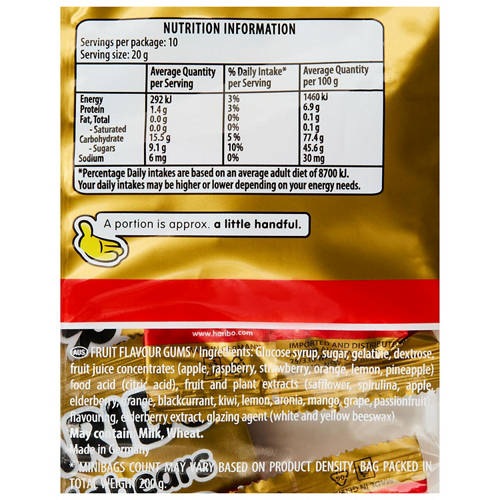 NUTRITION INFORMATION
Servings per package: 10
Serving size: 20 g
Average Quantity per Serving % Daily Intake* per Serving Average Quantity per 100 g
Energy 292 kJ 3% 1460 kJ
Protein 1.4 g 3% 6.9 g
Fat, Total 0.0 g 0% 0.1 g
- Saturated 0.0 g 0% 0.1 g
Carbohydrate 15.5 g 5 % 77.4 g
- Sugars 9.1 g 10% 45.6 g
Sodium 6 mg 0% 30 mg
*Percentage Daily intakes are based on an average adult diet of 8700 kJ.
Your daily intakes may be higher or lower depending on your energy needs.
A portion is approx. a little handful.
www.haribo.com
IMPORTED AND DISTRIBUT
AUS FRUIT FLAVOUR GUMS / Ingredients: Glucose syrup, sugar, gelatine, dextrose,
fruit juice concentrates (apple, raspberry, strawberry, orange, lemon, pineapple)
food acid (citric acid), fruit and plant extracts (safflower, spirulina, apple,
elderberry, orange, blackcurrant, kiwi, lemon, aronia, mango, grape, passionfruit)
flavouring, elderberry extract, glazing agent (white and yellow beeswax).
May contain: Milk, Wheat.
Made in Germany
* MINIBAGS COUNT MAY VARY BASED ON PRODUCT DENSITY, BAG PACKED IN
TOTAL WEIGHT 200 g.